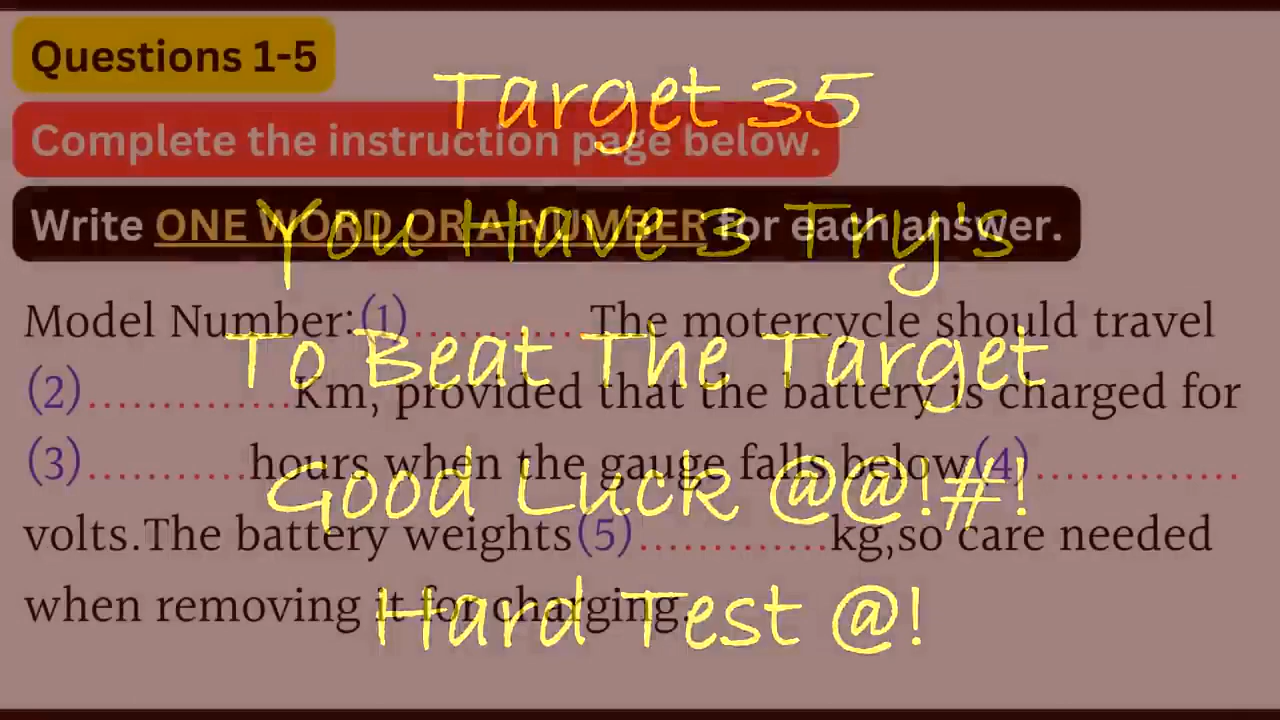 Questions 1-5
Target 35
Complete the instruction page below.
You Have 3 Try's
Write ONE WORD OR A NUMBER for each answer.
Model Number:(1)........... The motercycle should travel
To Beat The Target
(2)..............Km, provided that the battery is charged for
(3)...........hours when the gauge falls below(4)..............
Good Luck @@!#!
volts.The battery weights(5).............kg,so care needed
when removing it for charging.
Hard Test @!